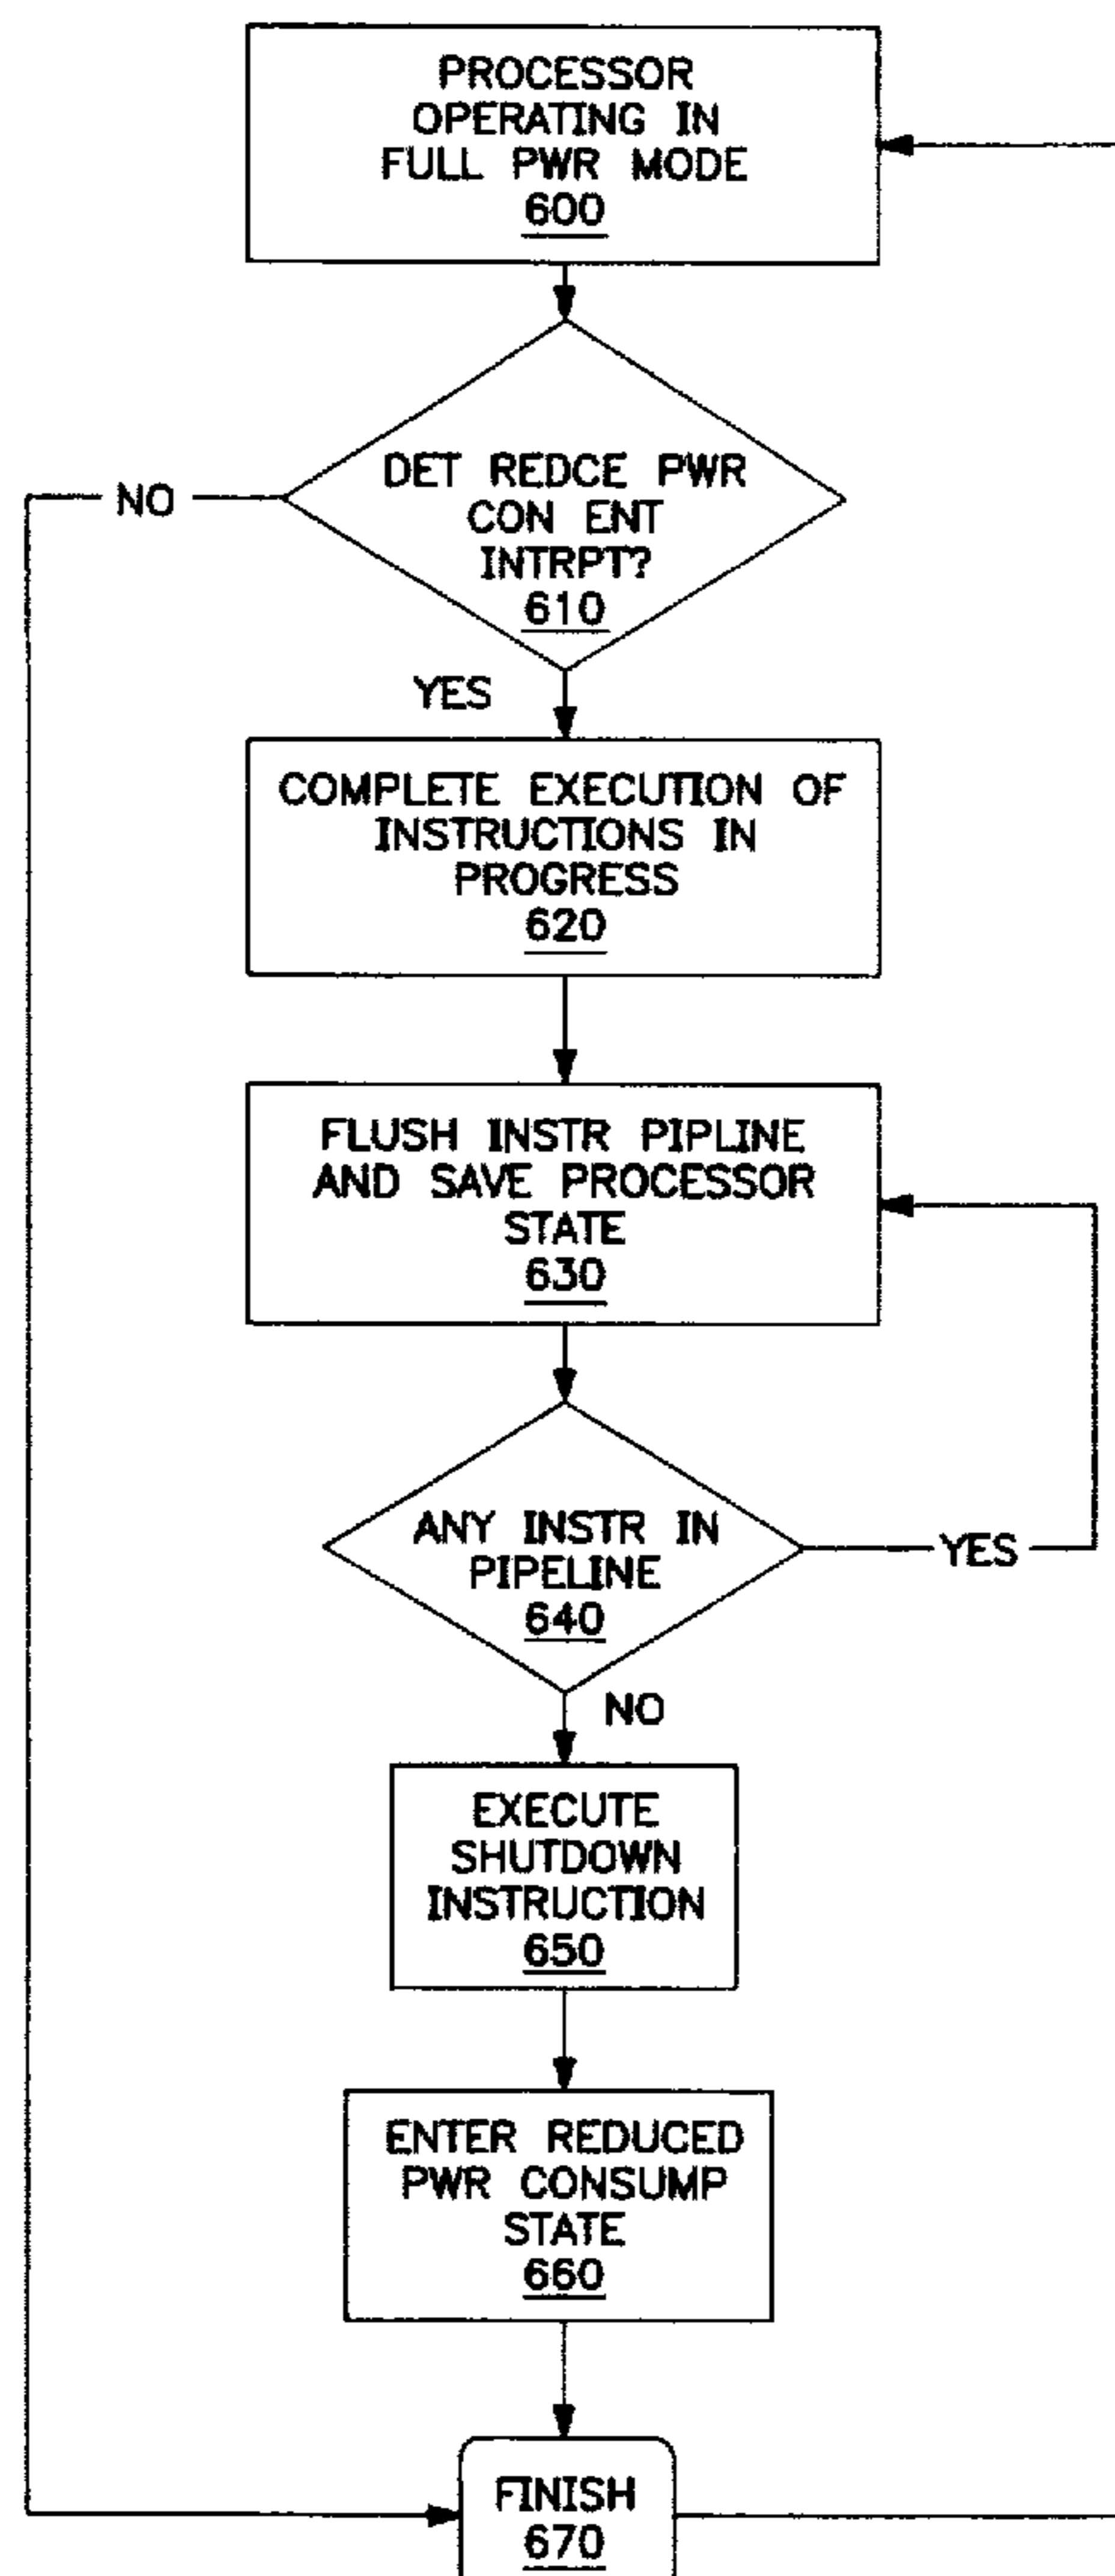 PROCESSOR
OPERATING IN
FULL PWR MODE
600
DET REDCE PWR
CON ENT
INTRPT?
610
NO
YES
COMPLETE EXECUTION OF
INSTRUCTIONS IN
PROGRESS
620
FLUSH INSTR PIPLINE
AND SAVE PROCESSOR
STATE
630
ANY INSTR IN
PIPELINE
640
YES
NO
EXECUTE
SHUTDOWN
INSTRUCTION
650
ENTER REDUCED
PWR CONSUMP
STATE
660
FINISH
670